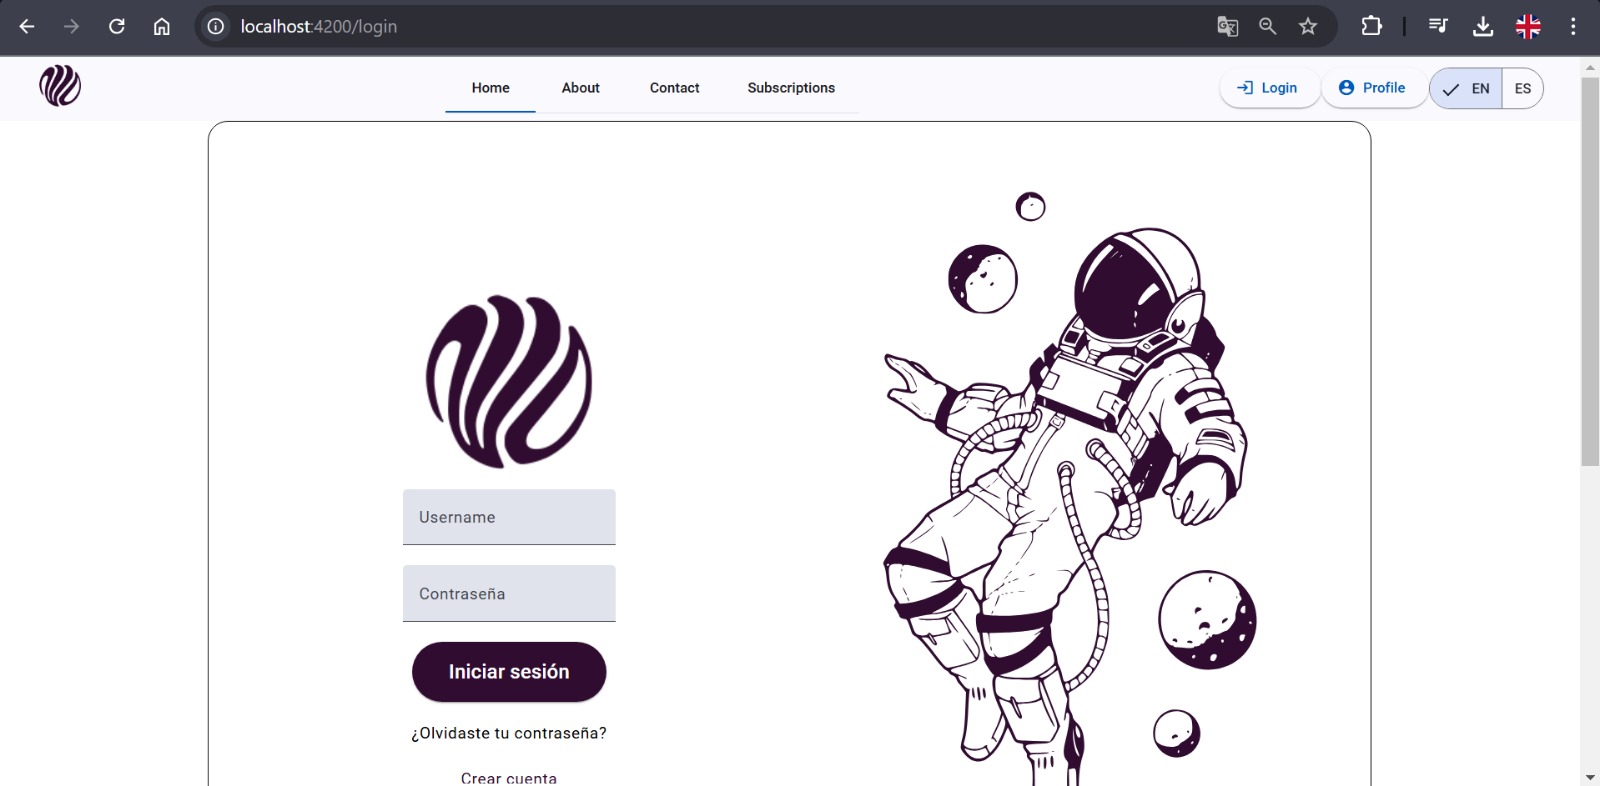 localhost:4200/login
Home About Contact Subscriptions Login Profile EN ES
Username
Contraseña
Iniciar sesión
¿Olvidaste tu contraseña?
Crear cuenta